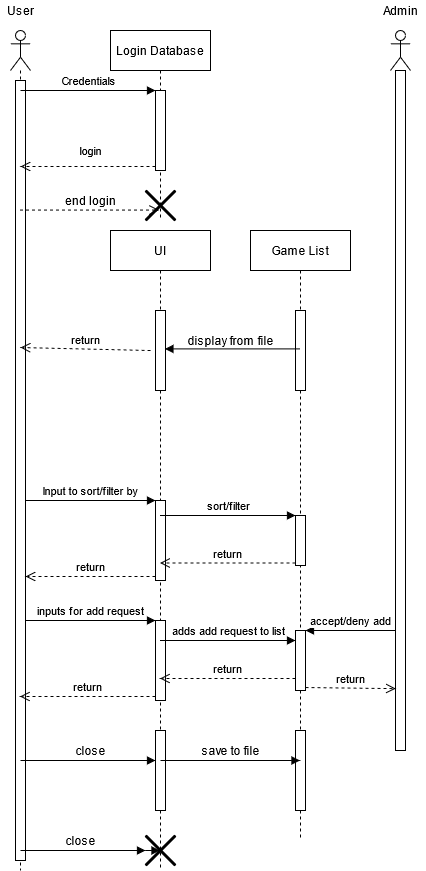 User
Admin
Login Database
Credentials
login
end login
UI
Game List
return
display from file
Input to sort/filter by
sort/filter
return
return
inputs for add request
accept/deny add
adds add request to list
return
return
return
close
save to file
close